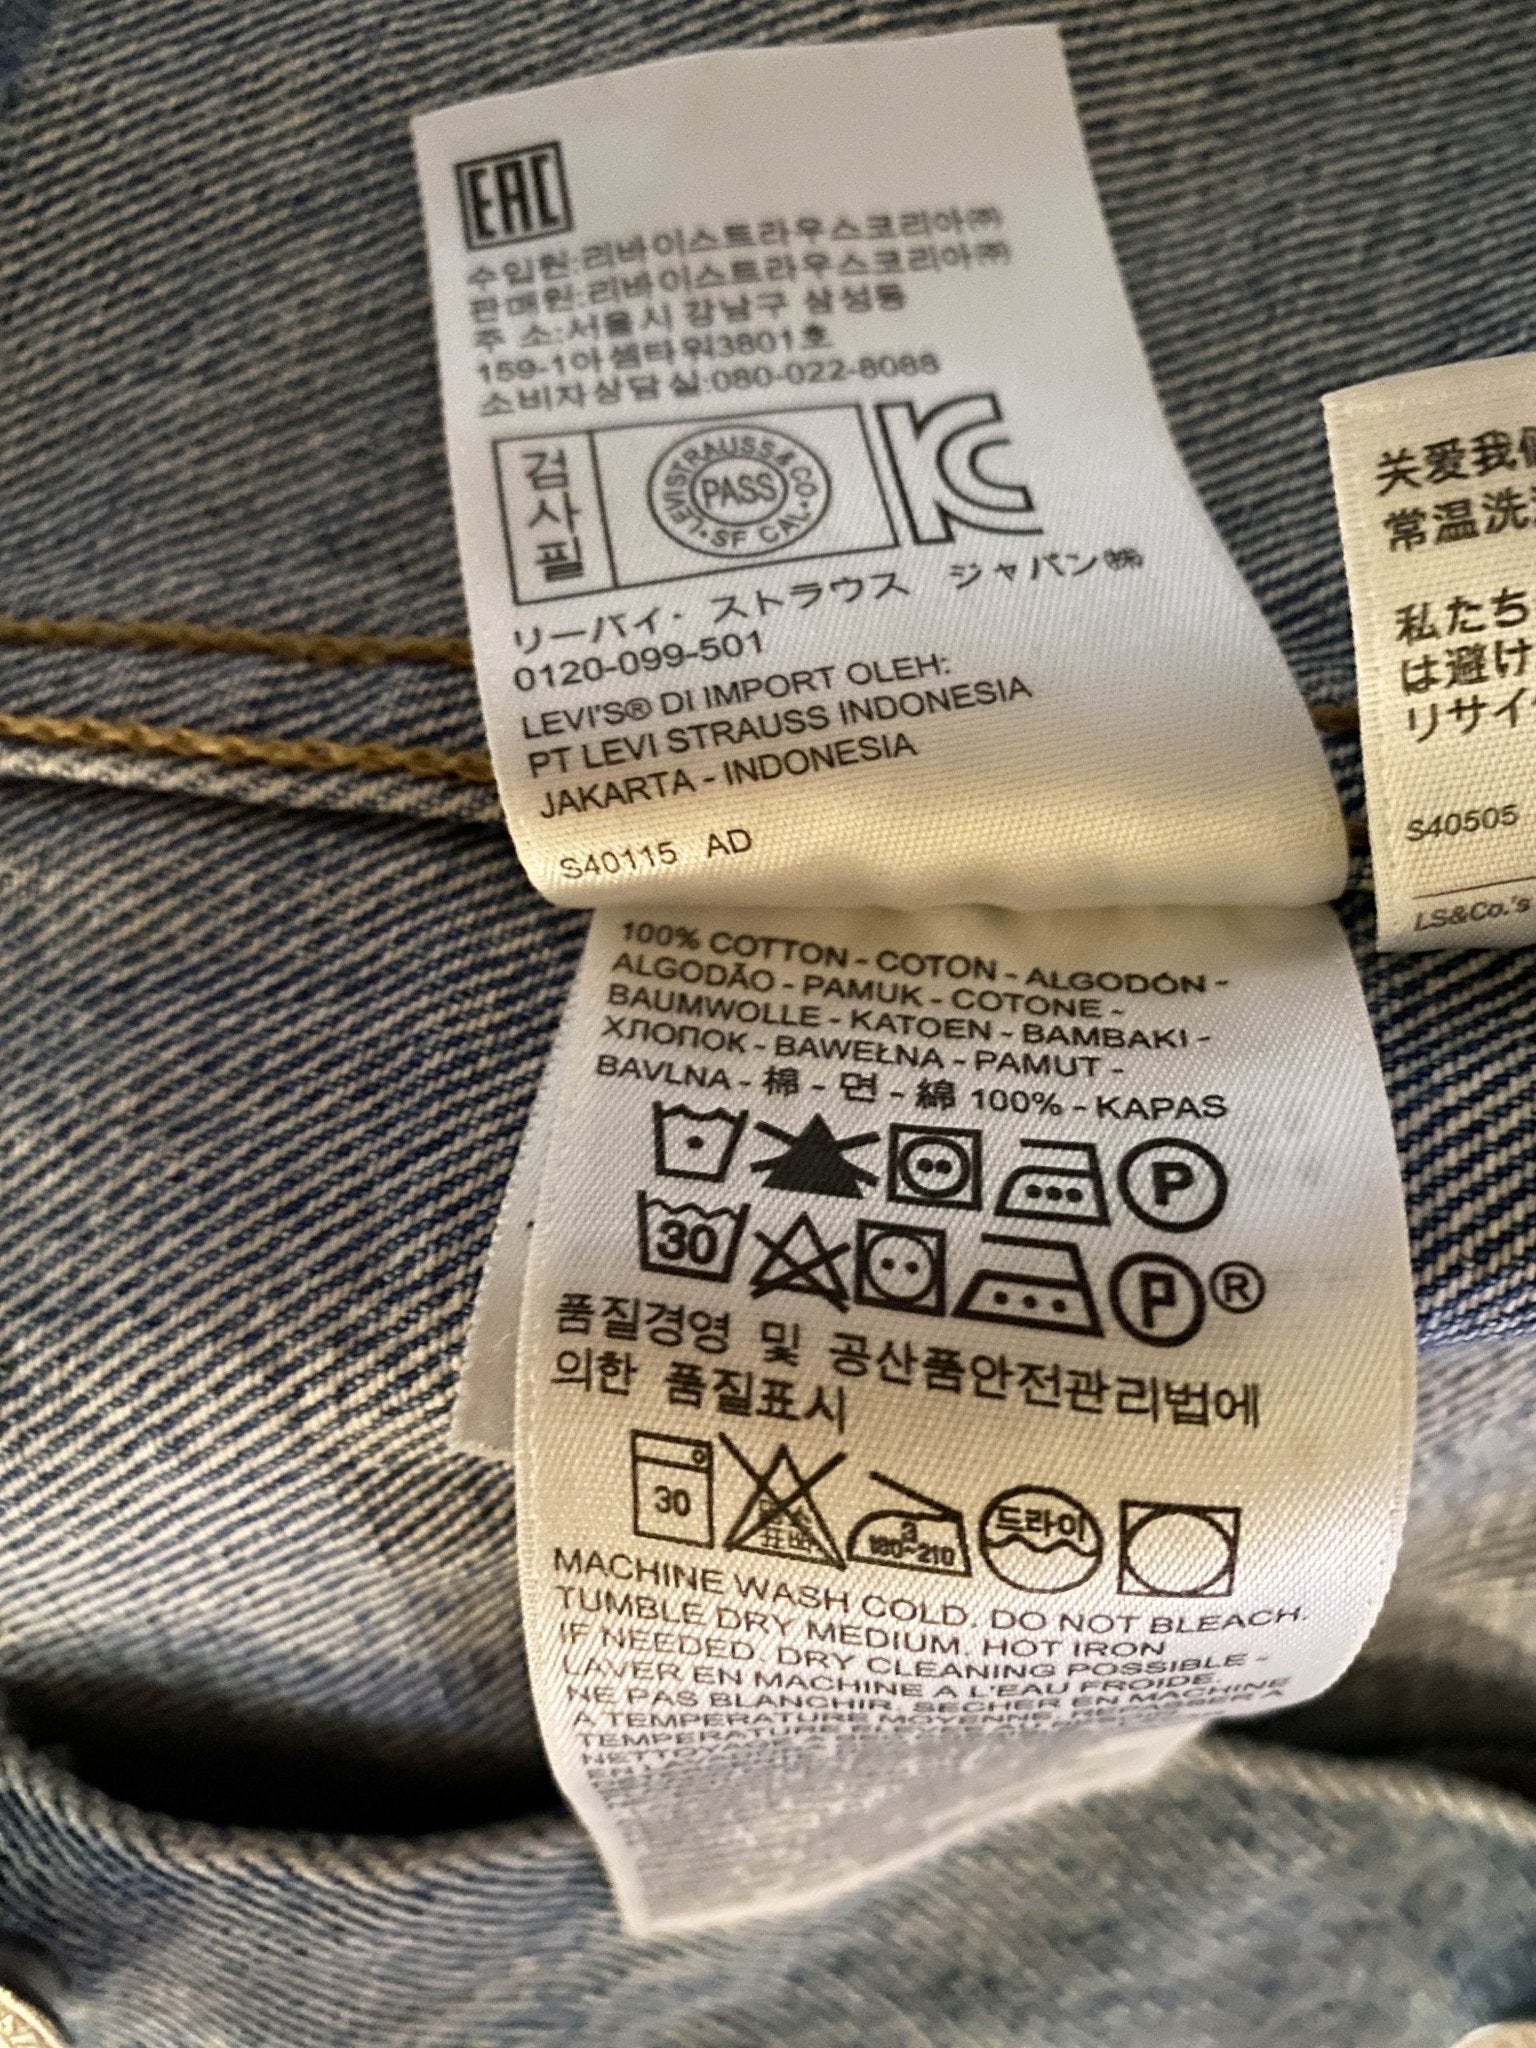 EAC
수입원:리바이스트라우스코리아㈜
판매원:리바이스트라우스코리아㈜
주 소:서울시 강남구 삼성동
159-1아셈타워3801호
소비자상담실:080-022-8088
검사필
LEVI STRAUSS & CO. SF CAL
PASS
KC
リーバイ・ストラウス ジャパン㈱
0120-099-501
LEVI'S® DI IMPORT OLEH:
PT LEVI STRAUSS INDONESIA
JAKARTA - INDONESIA
S40115 AD
100% COTTON - COTON - ALGODÓN -
ALGODÃO - PAMUK - COTONE -
BAUMWOLLE - KATOEN - BAMBAKI -
ХЛОПОК - BAWEŁNA - PAMUT -
BAVLNA - 棉 - 면 - 綿 100% - KAPAS
P
30 P ®
품질경영 및 공산품안전관리법에
의한 품질표시
30 3 180~210 드라이
MACHINE WASH COLD. DO NOT BLEACH.
TUMBLE DRY MEDIUM. HOT IRON
IF NEEDED. DRY CLEANING POSSIBLE -
LAVER EN MACHINE A L'EAU FROIDE.
NE PAS BLANCHIR. SECHER EN MACHINE
A TEMPERATURE MOYENNE. REPASSER A
TEMPERATURE ELEVEE AU
NETTOYAGE
关爱我
常温洗
私たち
は避け
リサイ
S40505
LS&Co.'s